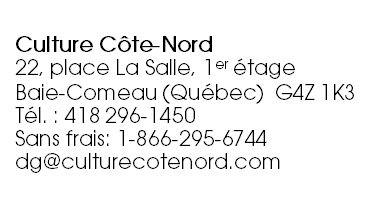 Culture Côte-Nord
22, place La Salle, 1er étage
Baie-Comeau (Québec)  G4Z 1K3
Tél. : 418 296-1450
Sans frais: 1-866-295-6744
dg@culturecotenord.com